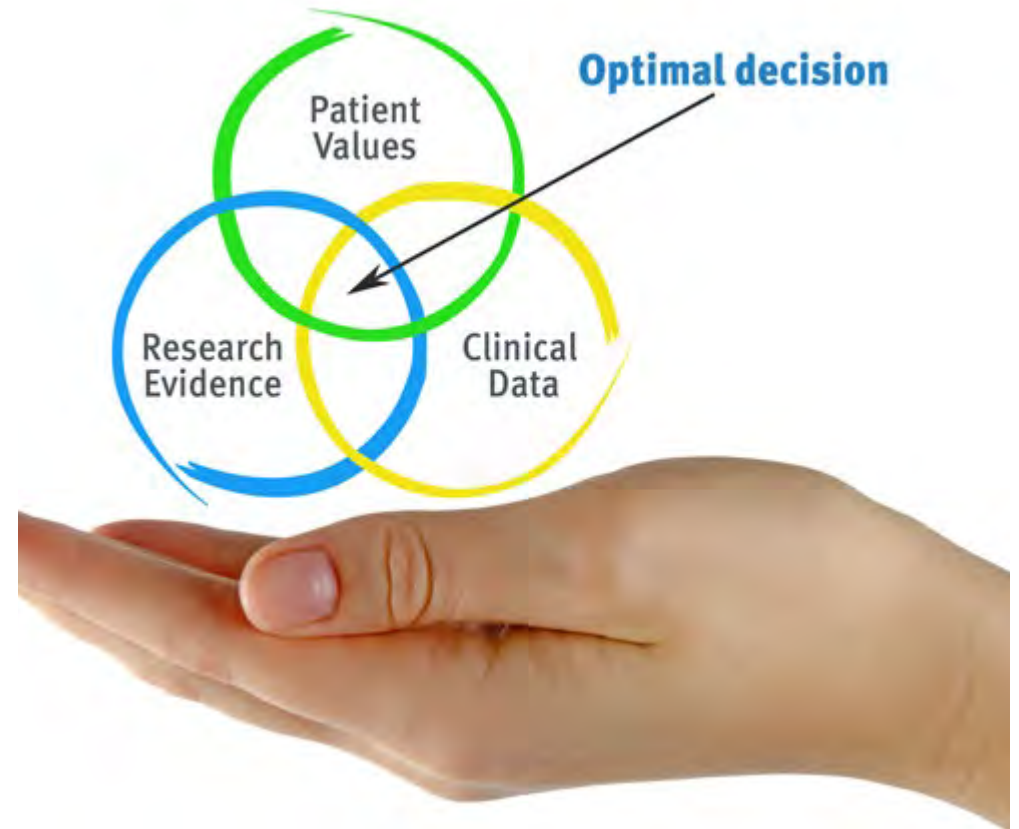 Optimal decision
Patient
Values
Research
Evidence
Clinical
Data